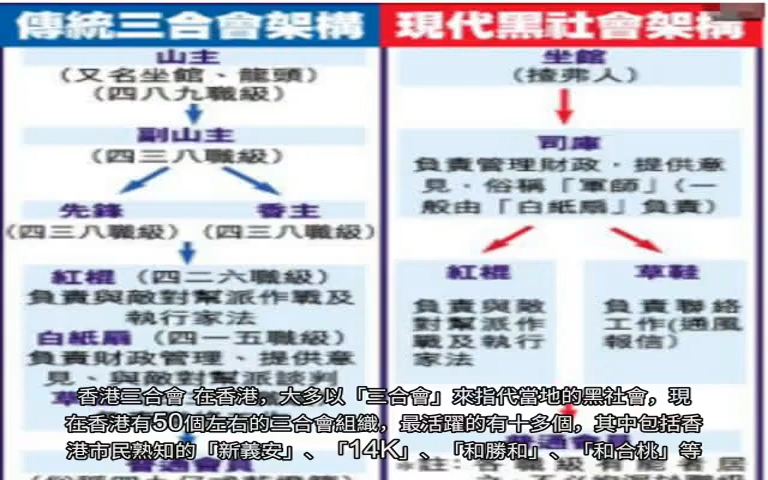 傳統三合會架構
山主
(又名坐館、龍頭)
(四八九職級)
副山主
(四三八職級)
先鋒
香主
(四三八職級)
(四三八職級)
紅棍 (四二六職級)
負責與敵對幫派作戰及
執行家法
白紙扇 (四一五職級)
負責財政管理、提供意
見、與敵對幫派談判
現代黑社會架構
坐館
(揸弗人)
司庫
負責管理財政,提供意
見,俗稱「軍師」(一
般由「白紙扇」負責)
紅棍
負責與敵
對幫派作
戰及執行
家法
草鞋
負責聯絡
工作(通風
報信)
香港三合會 在香港,大多以「三合會」來指代當地的黑社會,現
在香港有50個左右的三合會組織,最活躍的有十多個,其中包括香
港市民熟知的「新義安」、「14K」、「和勝和」、「和合桃」等